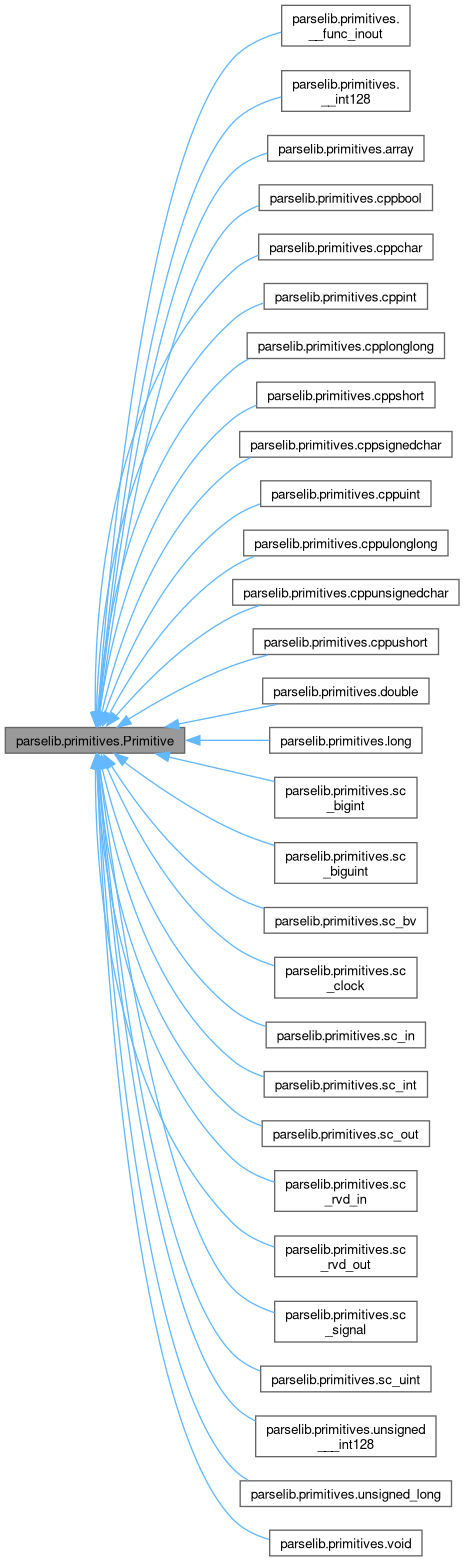 parselib.primitives.
__func_inout
parselib.primitives.
__int128
parselib.primitives.array
parselib.primitives.cppbool
parselib.primitives.cppchar
parselib.primitives.cppint
parselib.primitives.cpplonglong
parselib.primitives.cppshort
parselib.primitives.cppsignedchar
parselib.primitives.cppuint
parselib.primitives.cppulonglong
parselib.primitives.cppunsignedchar
parselib.primitives.cppushort
parselib.primitives.double
parselib.primitives.Primitive
parselib.primitives.long
parselib.primitives.sc
_bigint
parselib.primitives.sc
_biguint
parselib.primitives.sc_bv
parselib.primitives.sc
_clock
parselib.primitives.sc_in
parselib.primitives.sc_int
parselib.primitives.sc_out
parselib.primitives.sc
_rvd_in
parselib.primitives.sc
_rvd_out
parselib.primitives.sc
_signal
parselib.primitives.sc_uint
parselib.primitives.unsigned
___int128
parselib.primitives.unsigned_long
parselib.primitives.void